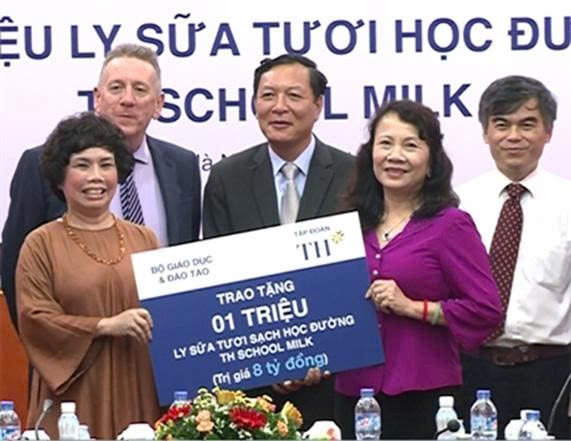 IỆU LY SỮA TƯƠI HỌC ĐƯ
TH SCHOOL MILK
BỘ GIÁO DỤC
& ĐÀO TẠO
TẬP ĐOÀN
TH
TRAO TẶNG
01 TRIỆU
LY SỮA TƯƠI SẠCH HỌC ĐƯỜNG
TH SCHOOL MILK
(Trị giá 8 tỷ đồng)